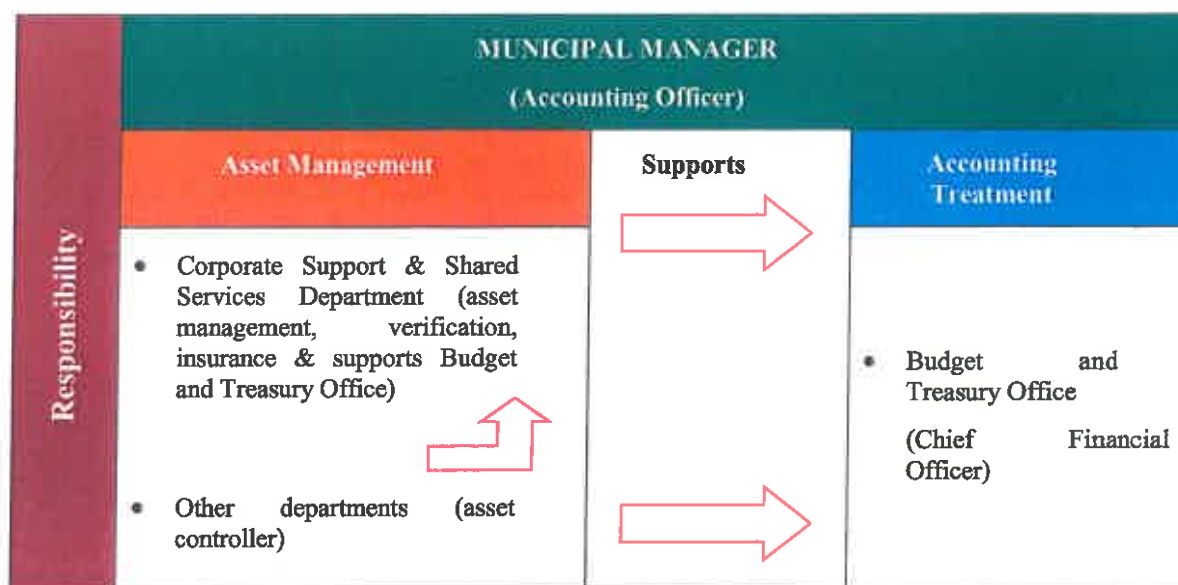 MUNICIPAL MANAGER
(Accounting Officer)
Responsibility
Asset Management
Supports
Accounting
Treatment
• Corporate Support & Shared
Services Department (asset
management, verification,
insurance & supports Budget
and Treasury Office)
• Other departments (asset
controller)
• Budget and
Treasury Office
(Chief Financial
Officer)